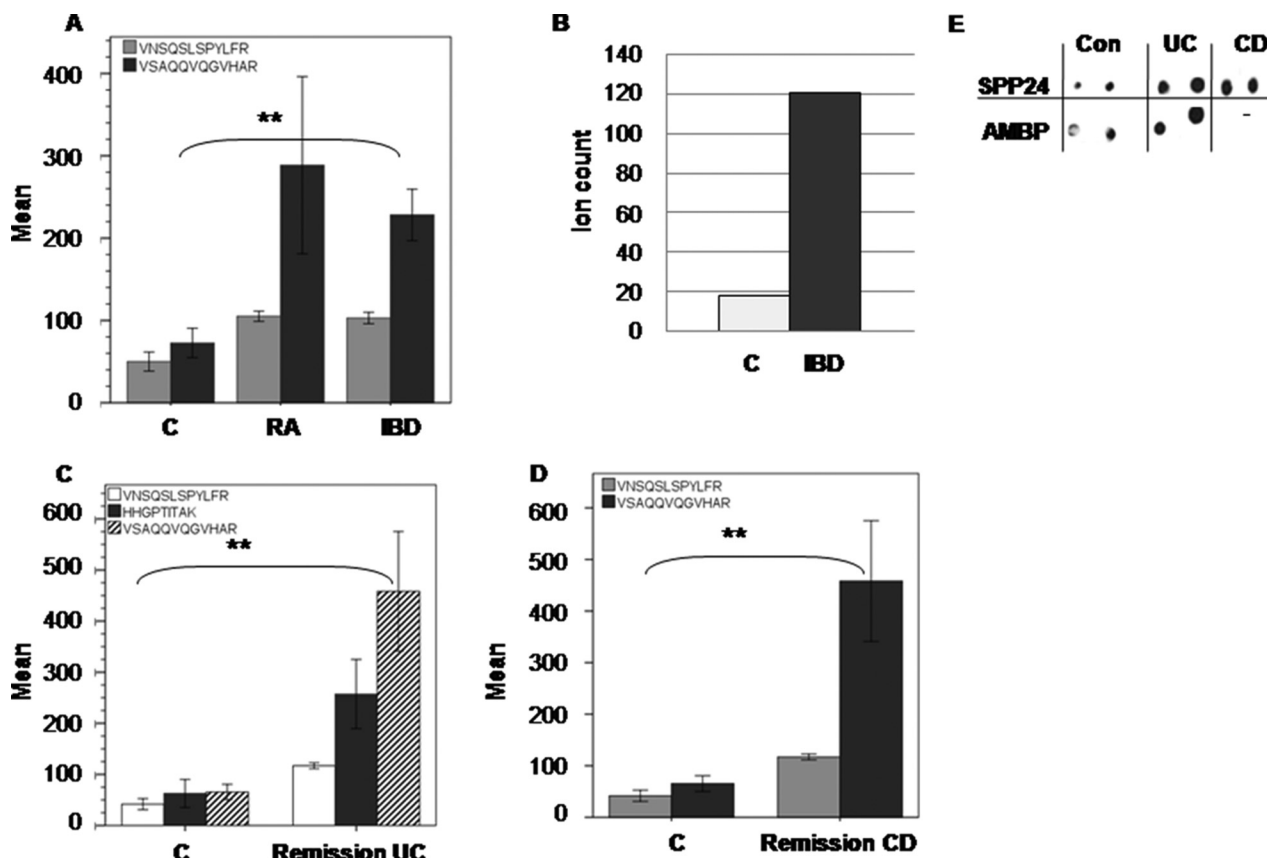 A
VNSQSLSPYLFR
VSAQQVQGVHAR
400
300
200
100
0
Mean
**
C RA IBD
B
140
120
100
80
60
40
20
0
Ion count
C IBD
E
Con UC CD
SPP24
AMBP -
C
VNSQSLSPYLFR
HHGPTITAK
VSAQQVQGVHAR
600
500
400
300
200
100
0
Mean
**
C Remission UC
D
VNSQSLSPYLFR
VSAQQVQGVHAR
600
500
400
300
200
100
0
Mean
**
C Remission CD